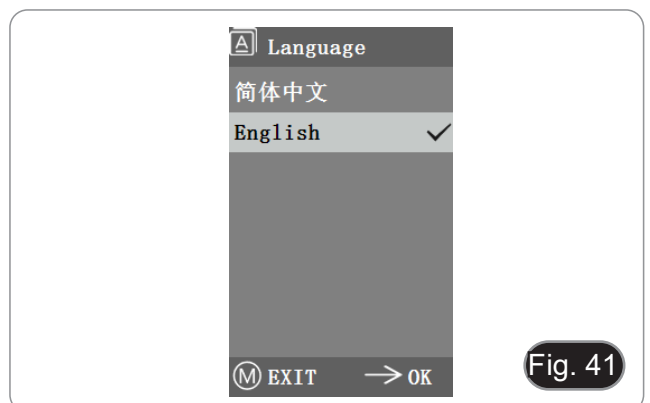 A Language
简体中文
English
M EXIT → OK
Fig. 41